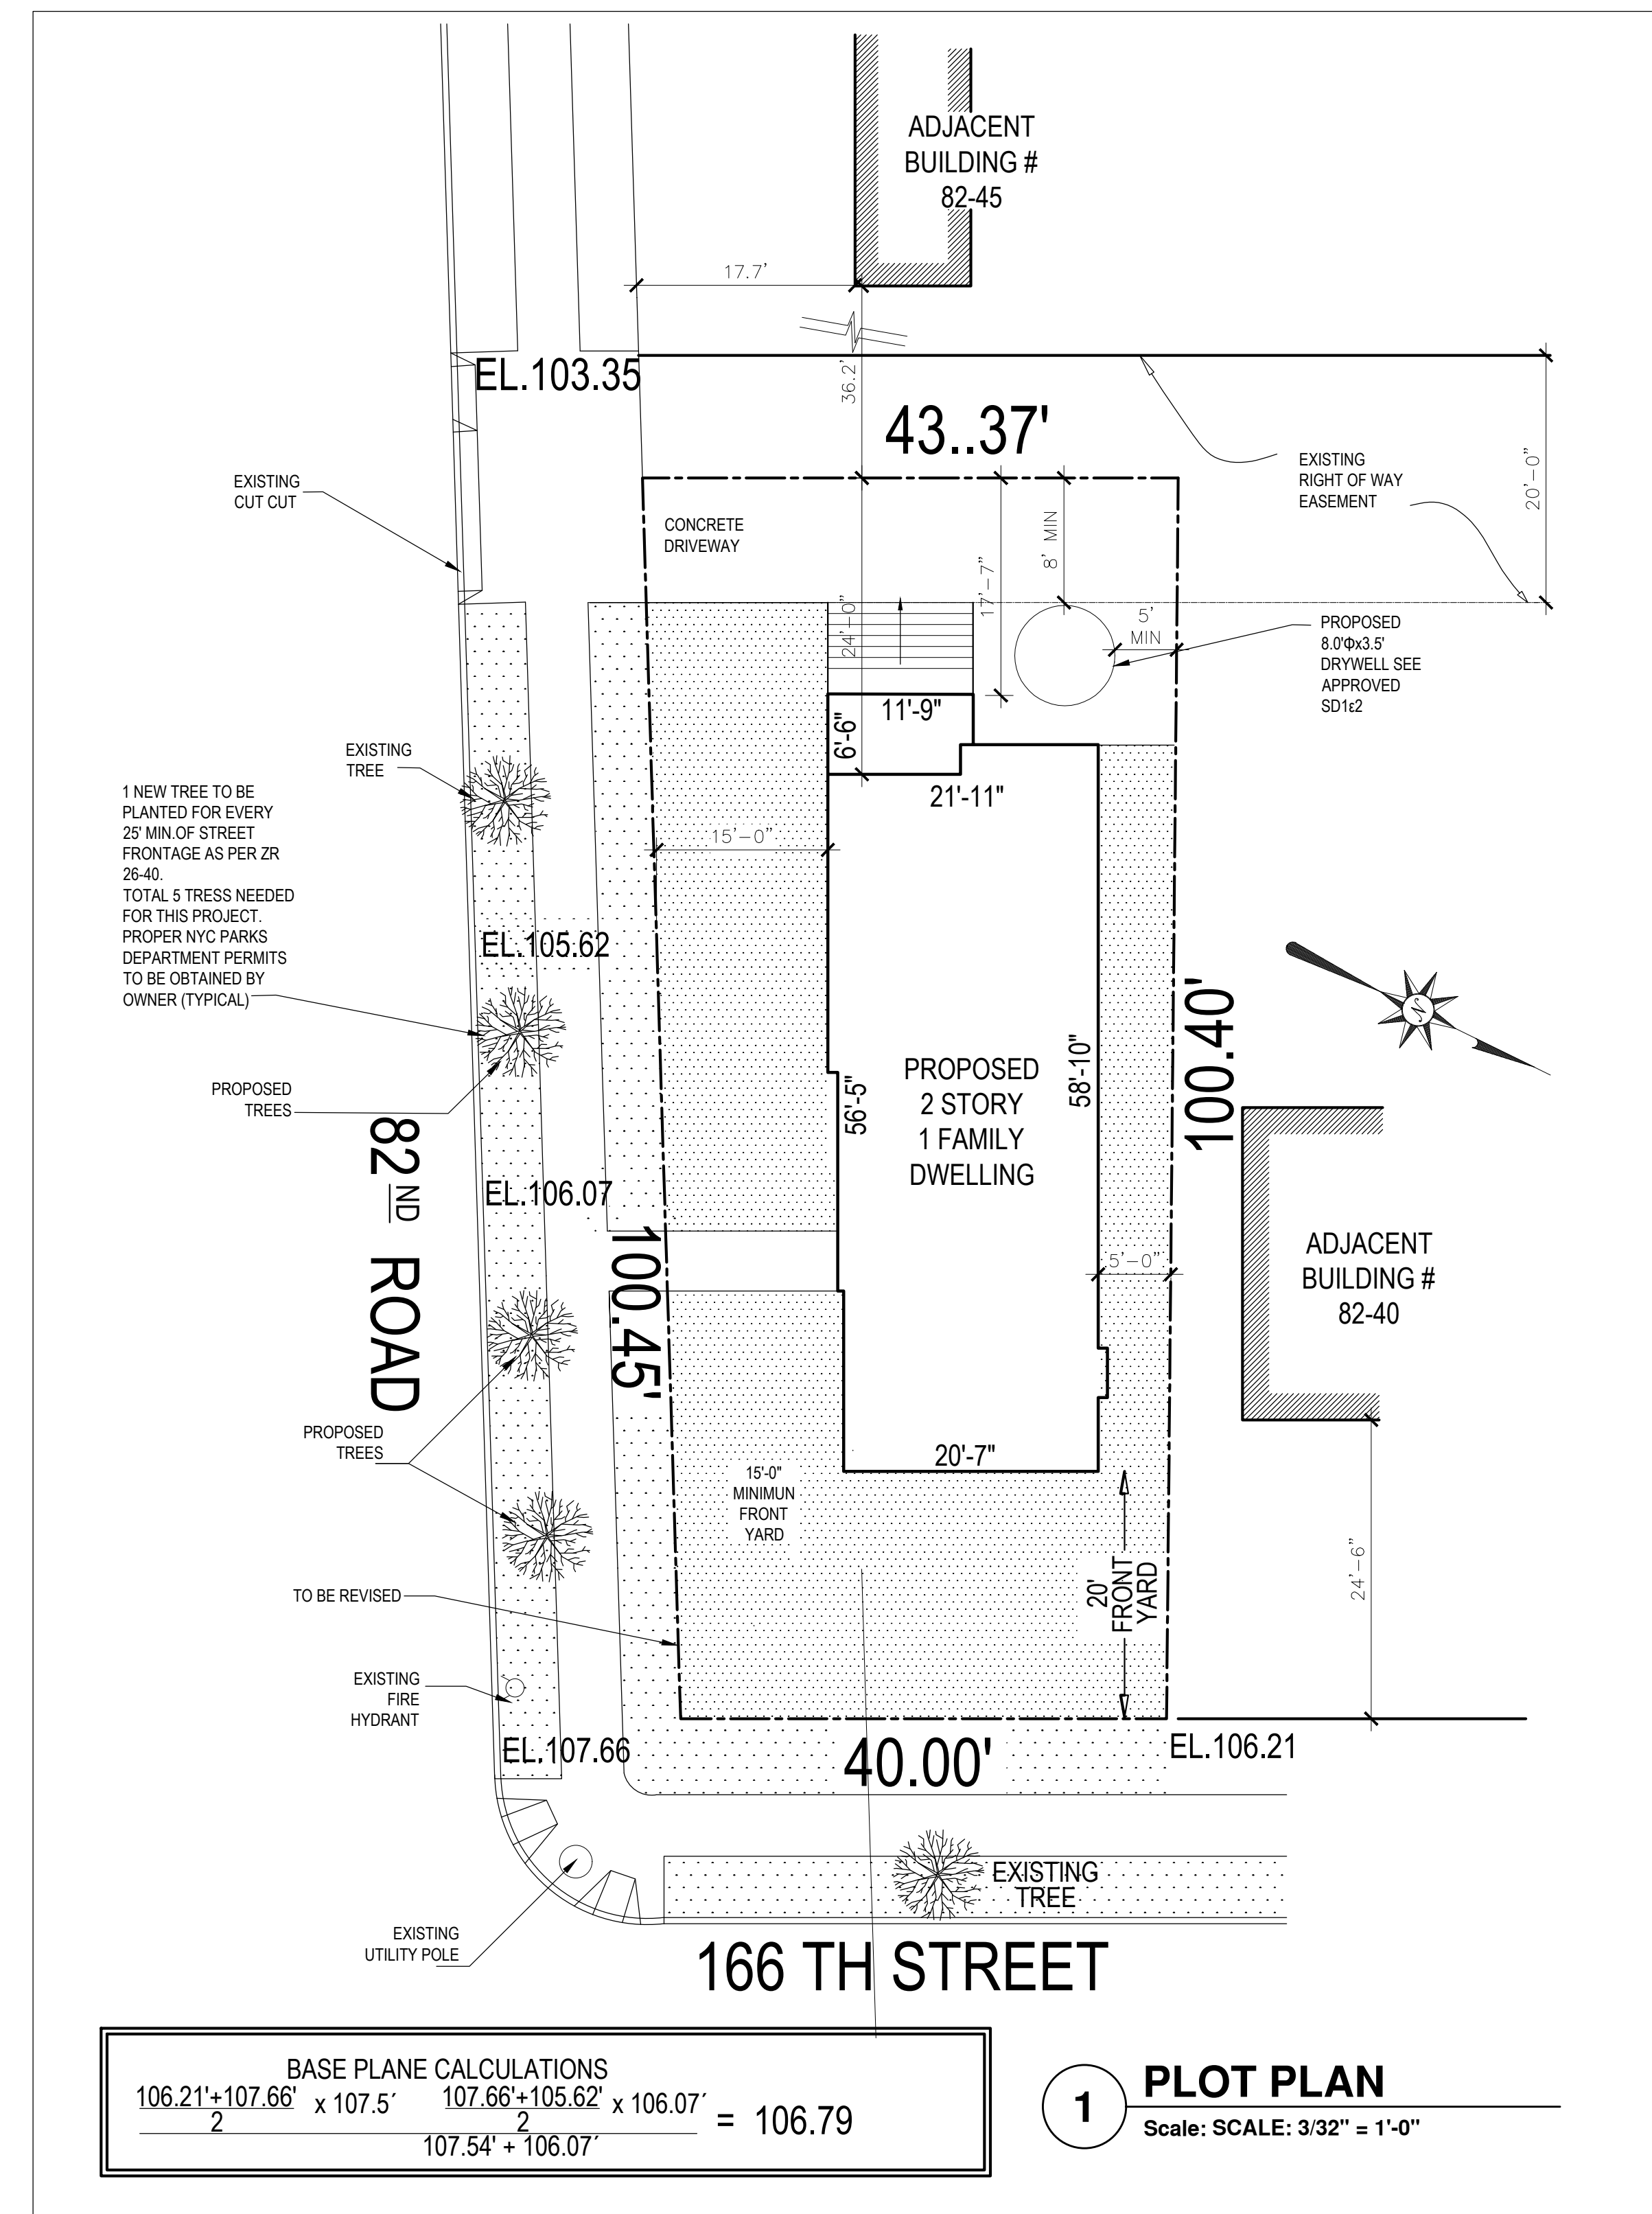 ADJACENT
BUILDING #
82-45
17.7'
36.2'
EL.103.35
43..37'
EXISTING
CUT CUT
CONCRETE
DRIVEWAY
EXISTING
RIGHT OF WAY
EASEMENT
20'-0"
24'-0"
17'-7"
8' MIN
5'
MIN
PROPOSED
8.0'Φx3.5'
DRYWELL SEE
APPROVED
SD1ε2
11'-9"
6'-6"
21'-11"
EXISTING
TREE
1 NEW TREE TO BE
PLANTED FOR EVERY
25' MIN.OF STREET
FRONTAGE AS PER ZR
26-40.
TOTAL 5 TRESS NEEDED
FOR THIS PROJECT.
PROPER NYC PARKS
DEPARTMENT PERMITS
TO BE OBTAINED BY
OWNER (TYPICAL)
15'-0"
EL.105.62
PROPOSED
TREES
82ND ROAD
EL.106.07
100.45'
56'-5"
PROPOSED
2 STORY
1 FAMILY
DWELLING
58'-10"
100.40'
N
5'-0"
ADJACENT
BUILDING #
82-40
24'-6"
20'-7"
PROPOSED
TREES
15'-0"
MINIMUN
FRONT
YARD
20'
FRONT
YARD
TO BE REVISED
EXISTING
FIRE
HYDRANT
EL.107.66
40.00'
EL.106.21
EXISTING
TREE
EXISTING
UTILITY POLE
166 TH STREET
BASE PLANE CALCULATIONS
106.21'+107.66' x 107.5´ 107.66'+105.62' x 106.07´
2 2
107.54' + 106.07´
= 106.79
1
PLOT PLAN
Scale: SCALE: 3/32" = 1'-0"